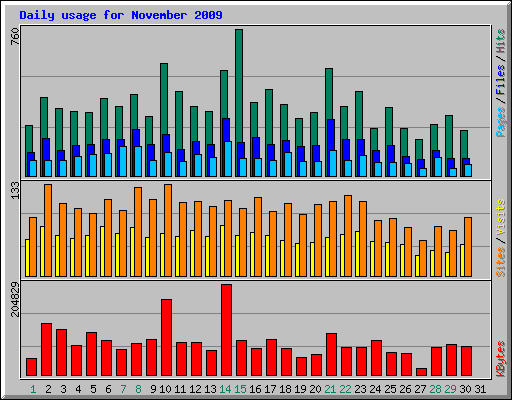 Daily usage for November 2009
760
Pages / Files / Hits
133
Sites / Visits
204829
KBytes
1 2 3 4 5 6 7 8 9 10 11 12 13 14 15 16 17 18 19 20 21 22 23 24 25 26 27 28 29 30 31